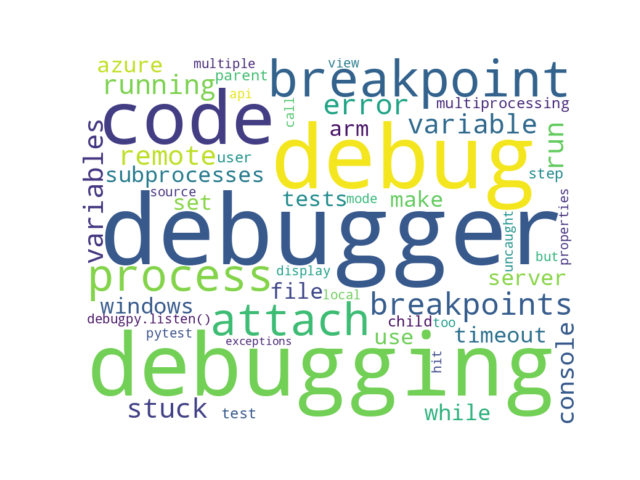 azure multiple view
running parent breakpoint
api
code call error multiprocessing
arm variable
variables remote user debug run
subprocesses step
source set tests mode make
debugger uncaught but properties
process display server
windows file local breakpoints
debugpy.listen() attach child too
pytest exceptions use timeout
debugging hit console
stuck test while